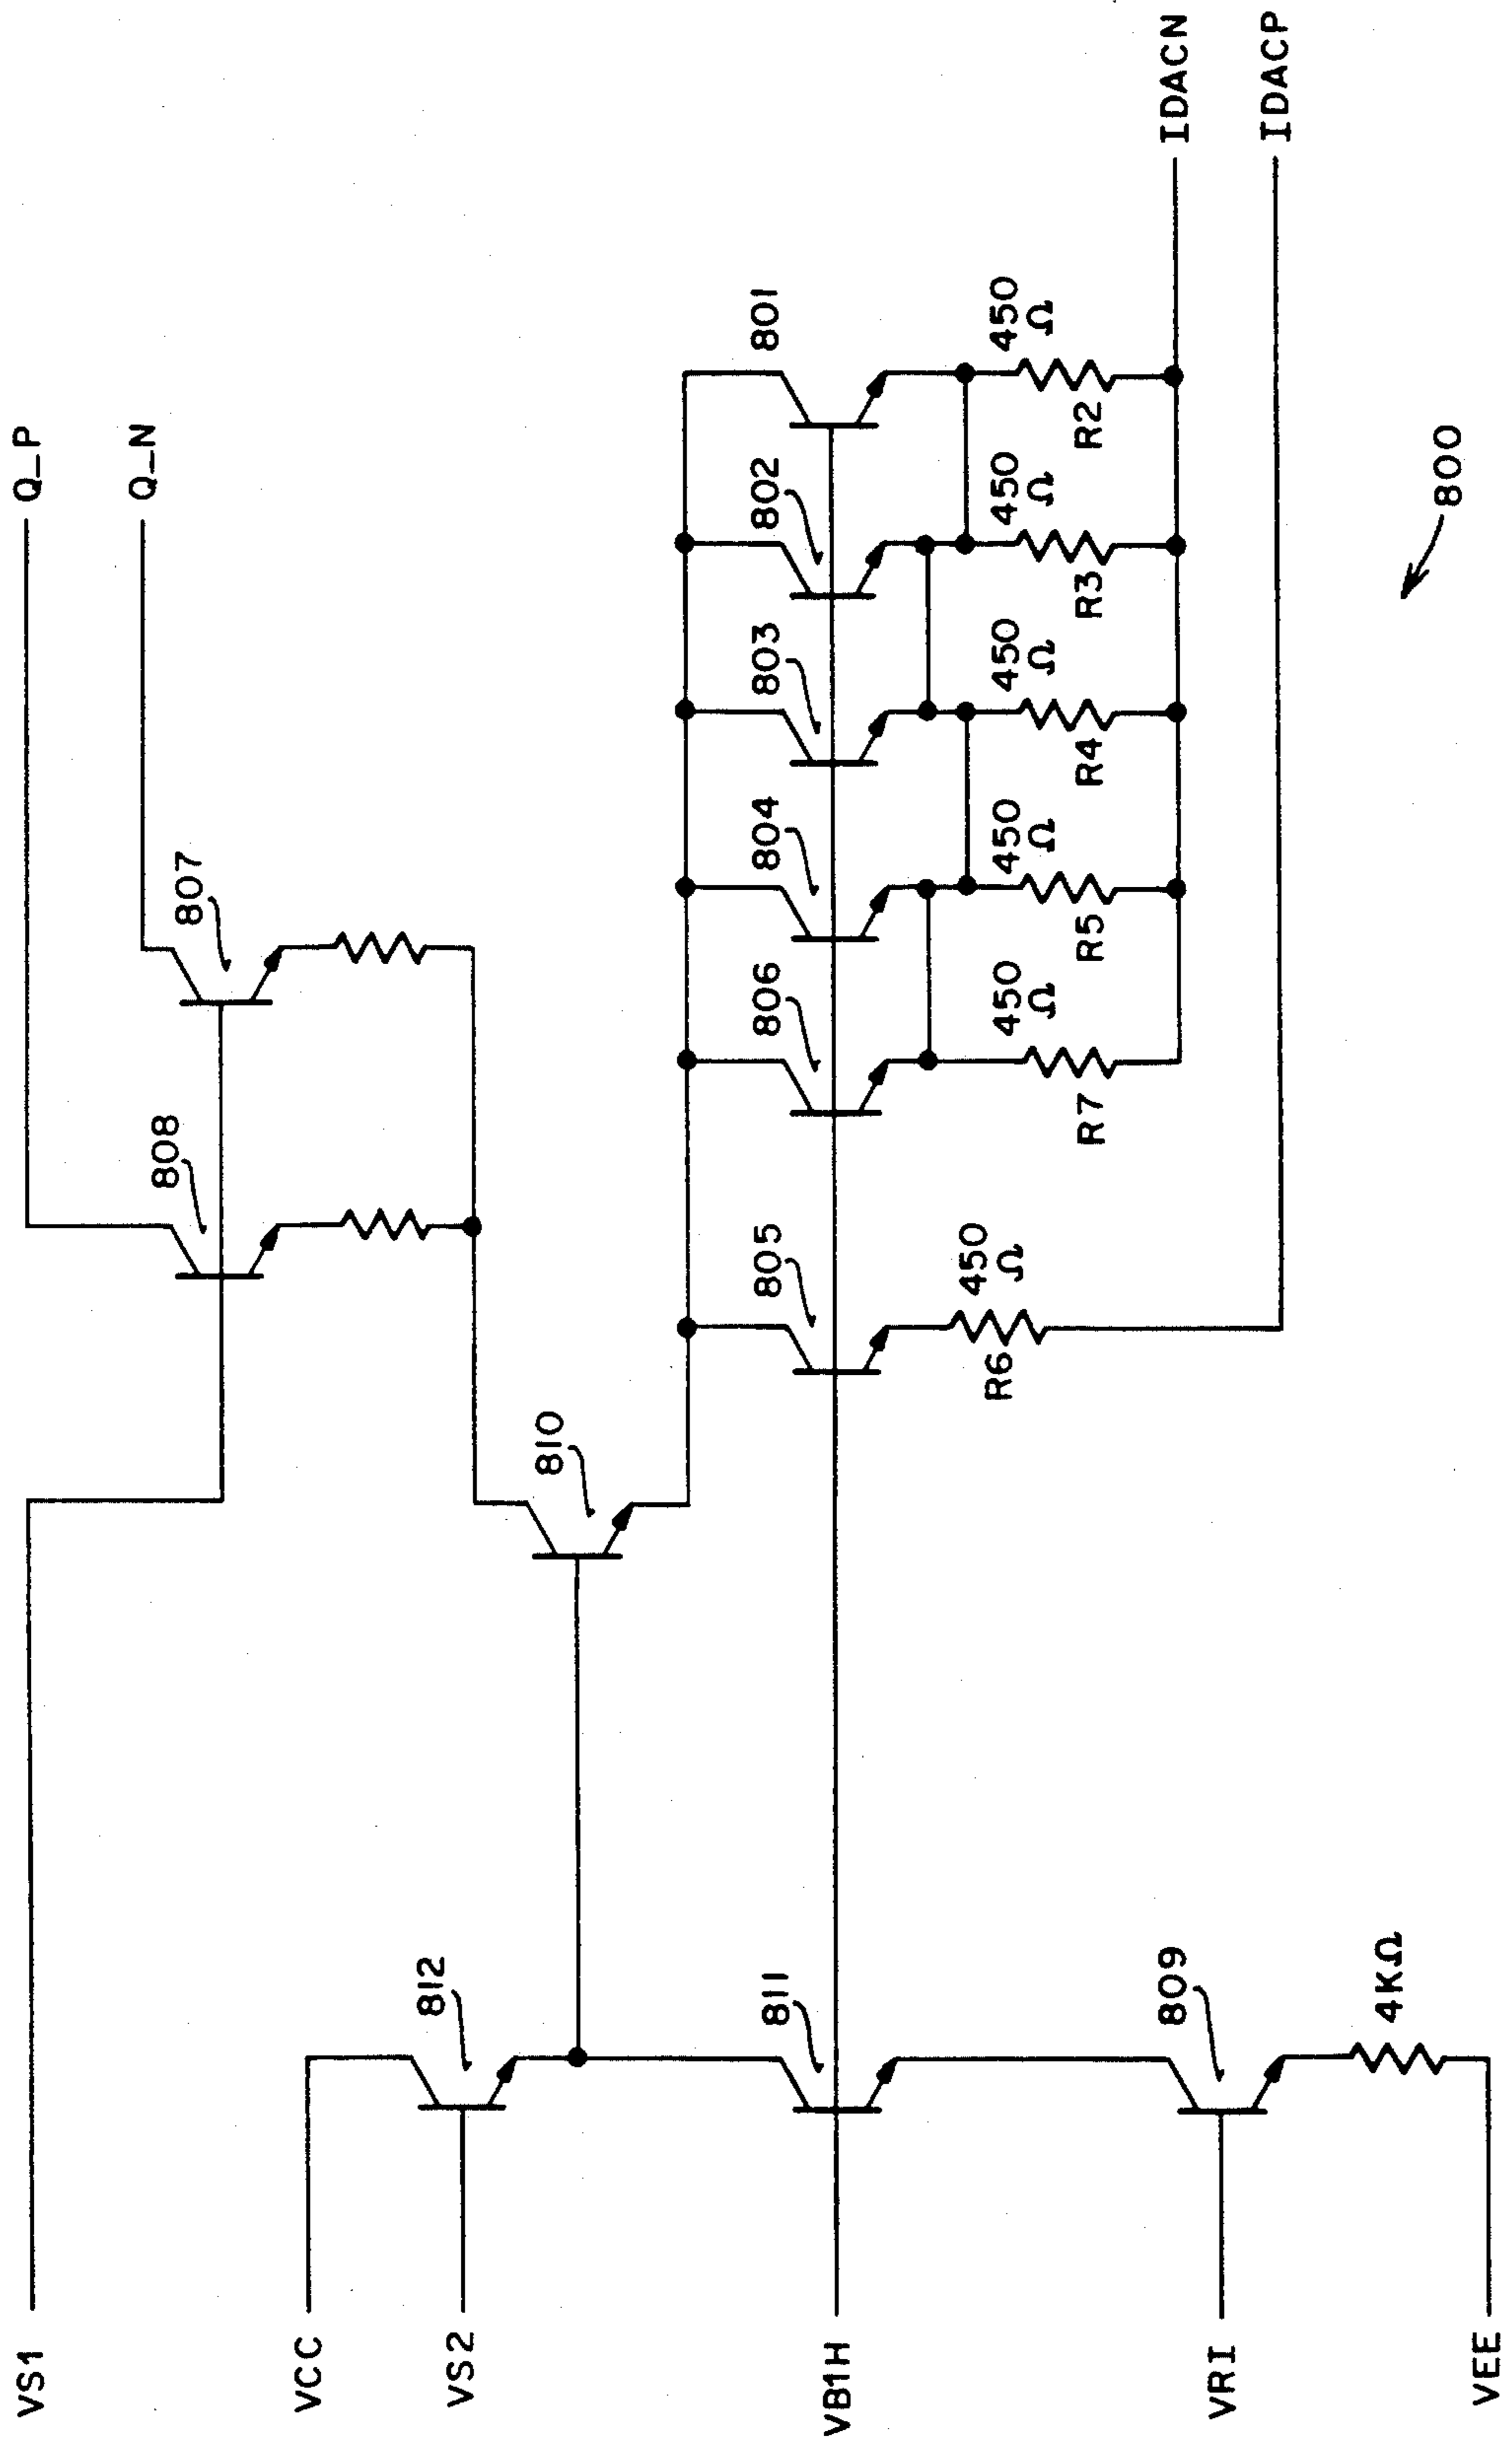 VS1
VCC
VS2
VB1H
VRI
VEE
Q_P
Q_N
IDACN
IDACP
808
807
812
810
811
809
4KΩ
805
806
804
803
802
801
R6
450
Ω
R7
450
Ω
R5
450
Ω
R4
450
Ω
R3
450
Ω
R2
450
Ω
800